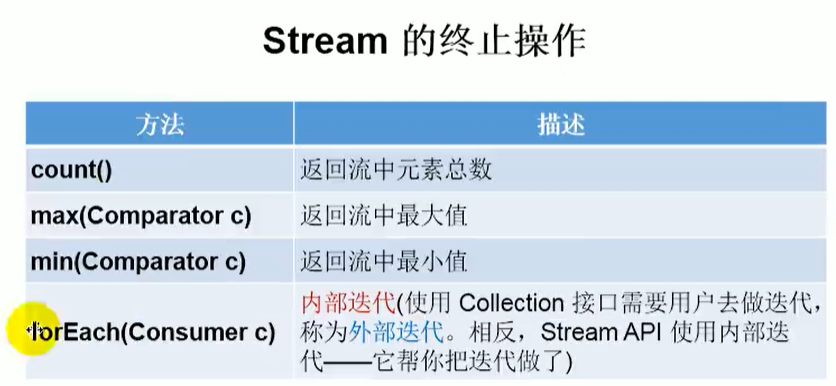 Stream 的终止操作
方法 描述
count() 返回流中元素总数
max(Comparator c) 返回流中最大值
min(Comparator c) 返回流中最小值
forEach(Consumer c) 内部迭代(使用 Collection 接口需要用户去做迭代，
称为外部迭代。相反，Stream API 使用内部迭
代——它帮你把迭代做了)